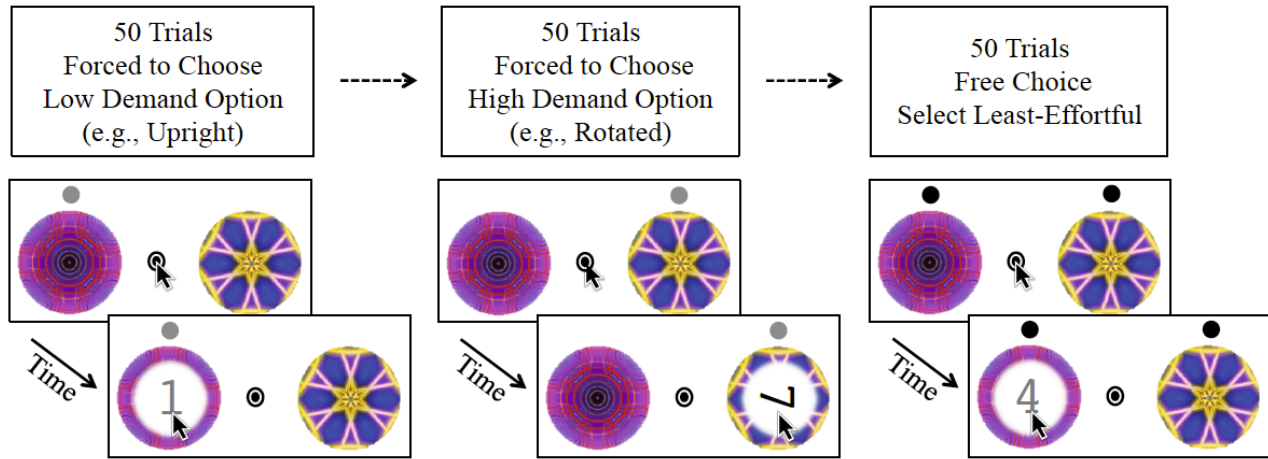 50 Trials
Forced to Choose
Low Demand Option
(e.g., Upright)
50 Trials
Forced to Choose
High Demand Option
(e.g., Rotated)
50 Trials
Free Choice
Select Least-Effortful
Time
1
Time
7
Time
4